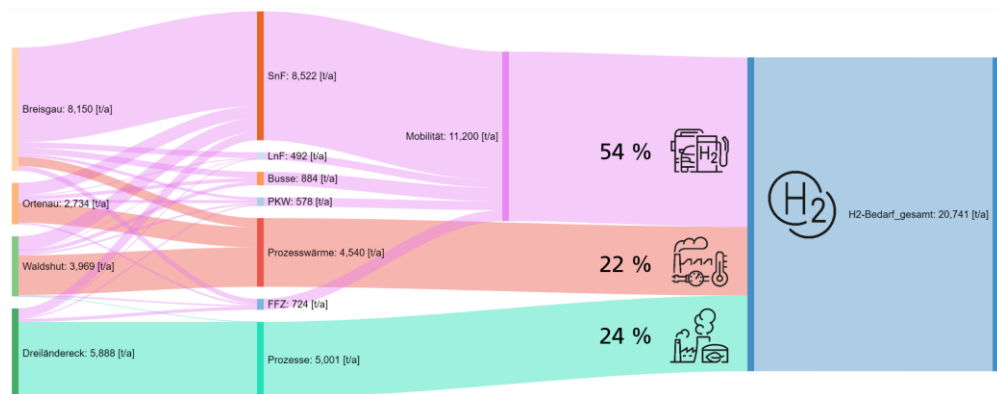 Breisgau: 8,150 [t/a]
Ortenau: 2,734 [t/a]
Waldshut: 3,969 [t/a]
Dreiländereck: 5,888 [t/a]
SnF: 8,522 [t/a]
LnF: 492 [t/a]
Busse: 884 [t/a]
PKW: 578 [t/a]
Prozesswärme: 4,540 [t/a]
FFZ: 724 [t/a]
Prozesse: 5,001 [t/a]
Mobilität: 11,200 [t/a]
54 %
H2
22 %
24 %
H2
H2-Bedarf_gesamt: 20,741 [t/a]